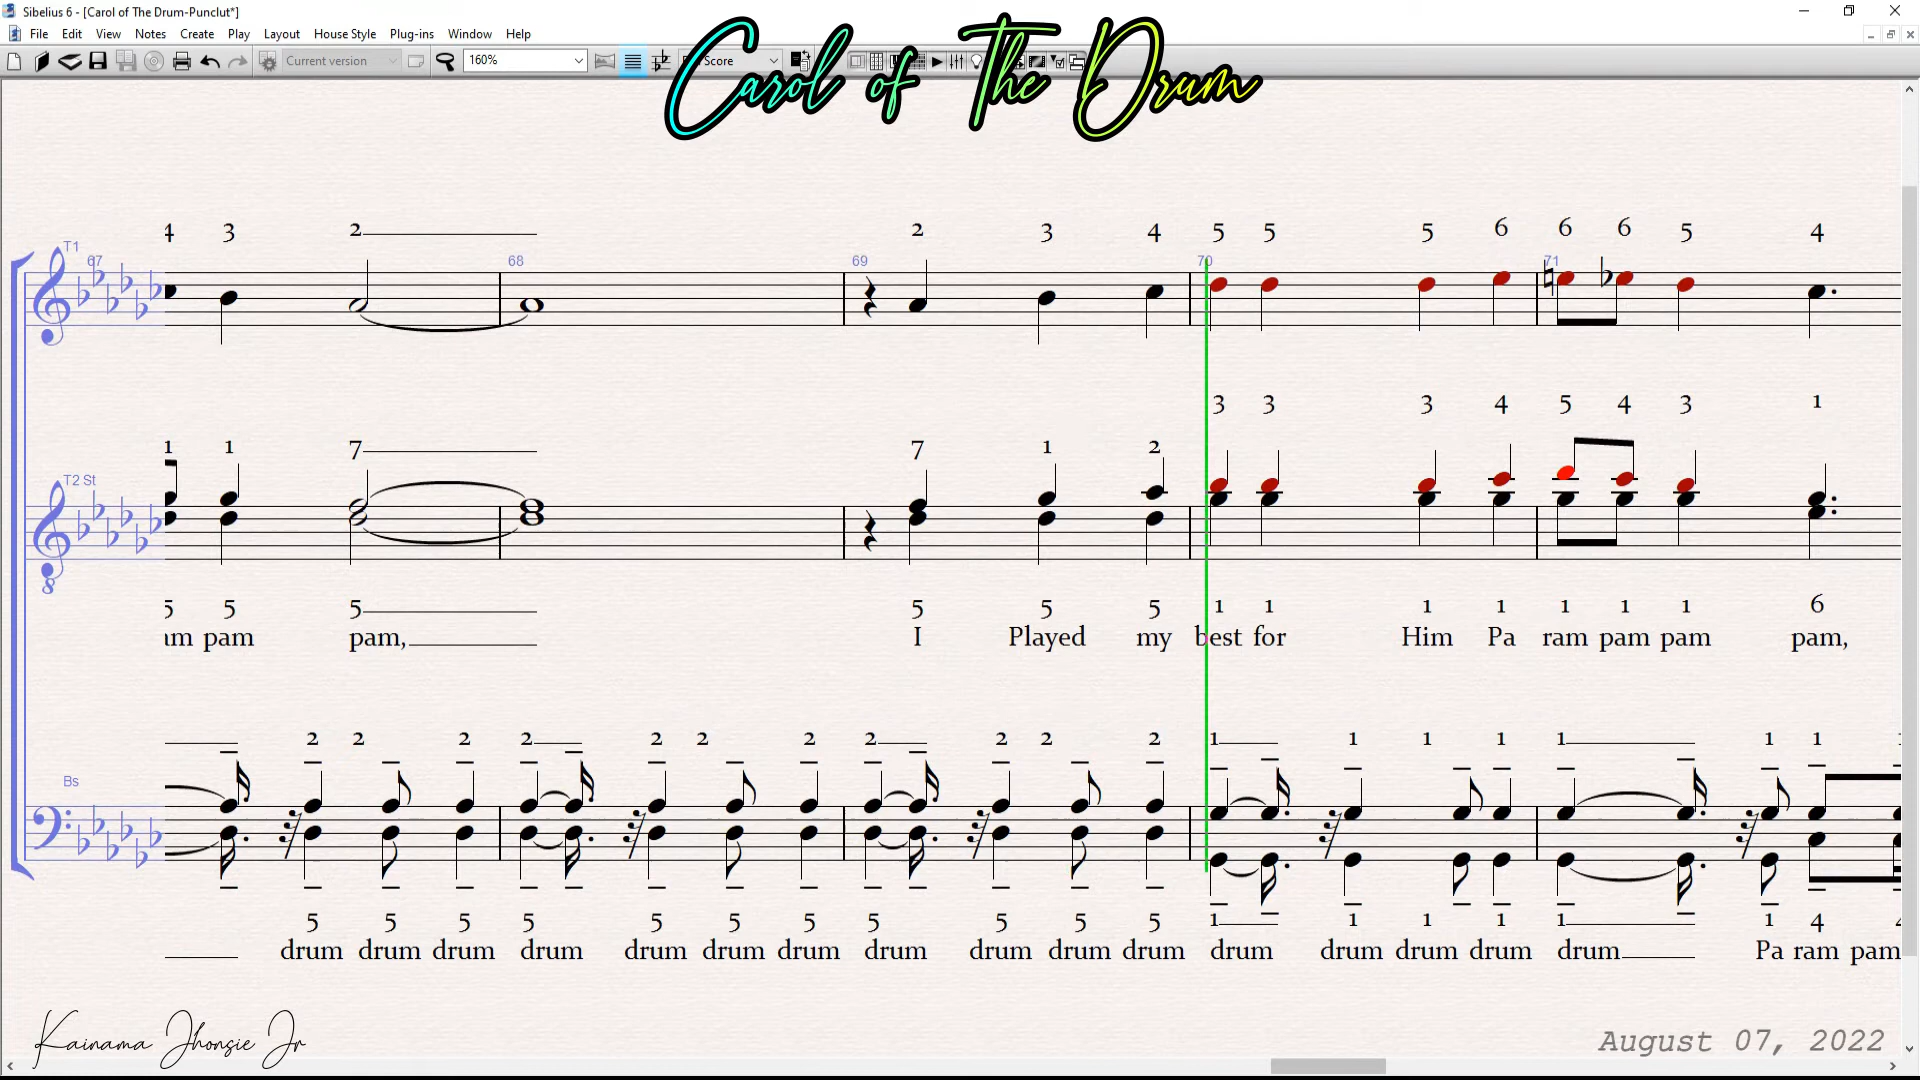 Sibelius 6 - [Carol of The Drum-Punclut*]
File Edit View Notes Create Play Layout House Style Plug-ins Window Help
Current version 160% Score
Carol of The Drum
4 3 2 2 3 4 5 5 5 6 6 6 5 4
T1
67 68 69 70 71
3 3 3 4 5 4 3 1
1 1 7 7 1 2
T2 St
8
5 5 5 5 5 5 1 1 1 1 1 1 1 6
am pam pam, I Played my best for Him Pa ram pam pam pam,
2 2 2 2 2 2 2 2 2 2 2 1 1 1 1 1 1 1
Bs
5 5 5 5 5 5 5 5 5 5 5 1 1 1 1 1 1 4
drum drum drum drum drum drum drum drum drum drum drum drum drum drum drum drum Pa ram pam
Kainama Jhonsie Jr
August 07, 2022